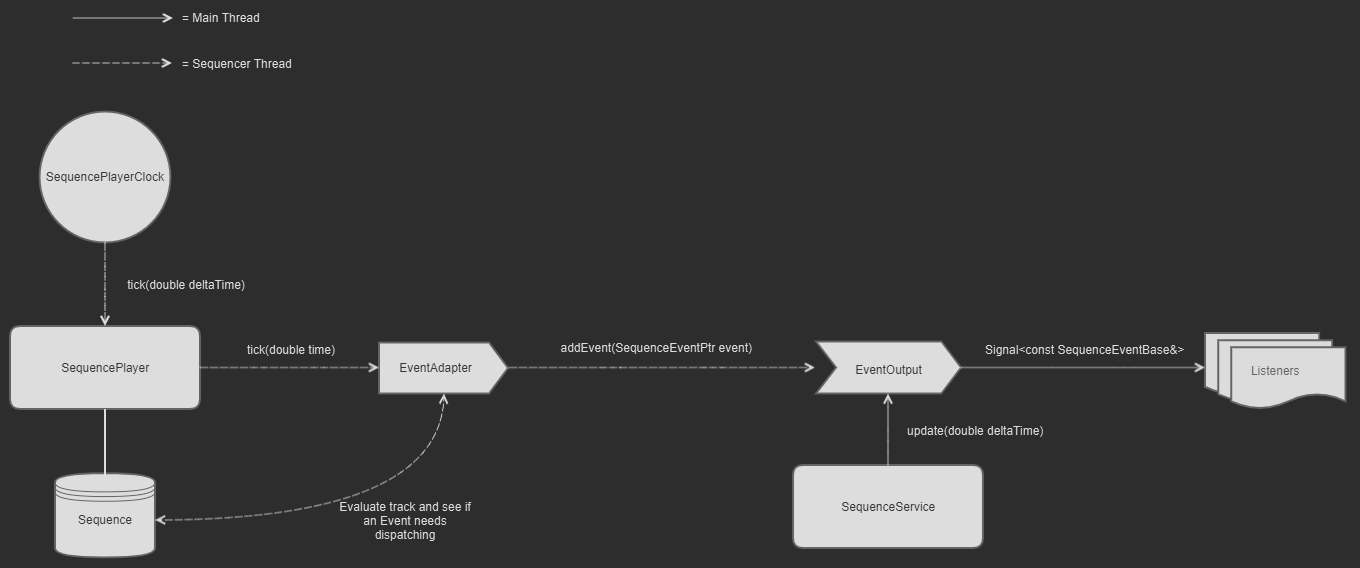 = Main Thread
= Sequencer Thread
SequencePlayerClock
tick(double deltaTime)
SequencePlayer
tick(double time)
EventAdapter
addEvent(SequenceEventPtr event)
EventOutput
Signal<const SequenceEventBase&>
Listeners
update(double deltaTime)
Sequence
Evaluate track and see if
an Event needs
dispatching
SequenceService